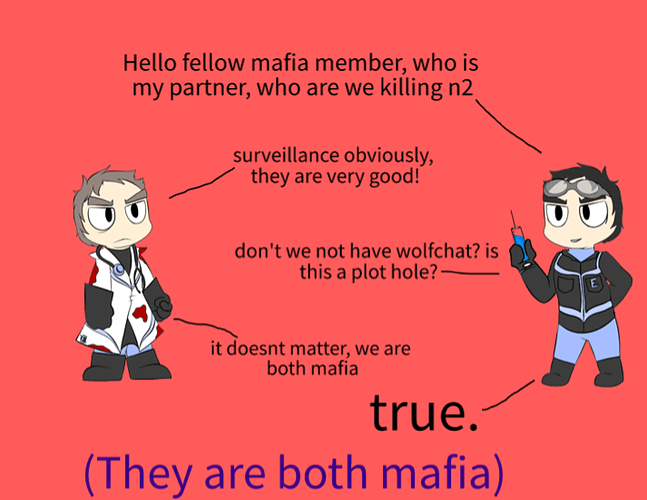 Hello fellow mafia member, who is
my partner, who are we killing n2
surveillance obviously,
they are very good!
don't we not have wolfchat? is
this a plot hole?
it doesnt matter, we are
both mafia
true.
(They are both mafia)
E